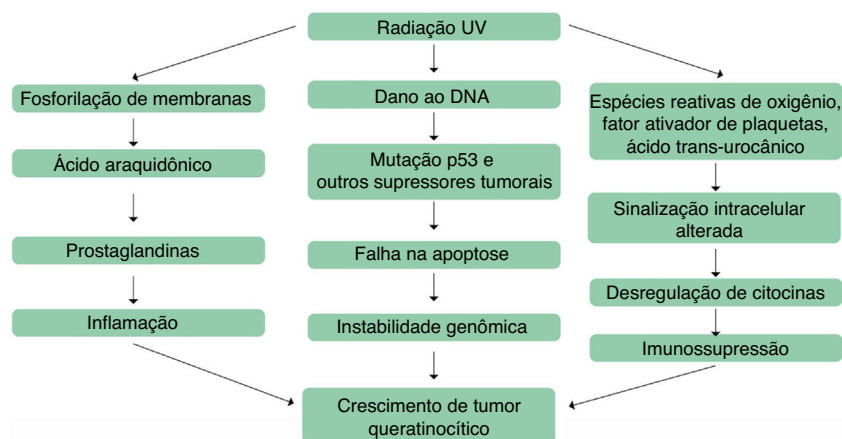 Radiação UV
Fosforilação de membranas
Ácido araquidônico
Prostaglandinas
Inflamação
Dano ao DNA
Mutação p53 e
outros supressores tumorais
Falha na apoptose
Instabilidade genômica
Espécies reativas de oxigênio,
fator ativador de plaquetas,
ácido trans-urocânico
Sinalização intracelular
alterada
Desregulação de citocinas
Imunossupressão
Crescimento de tumor
queratinocítico